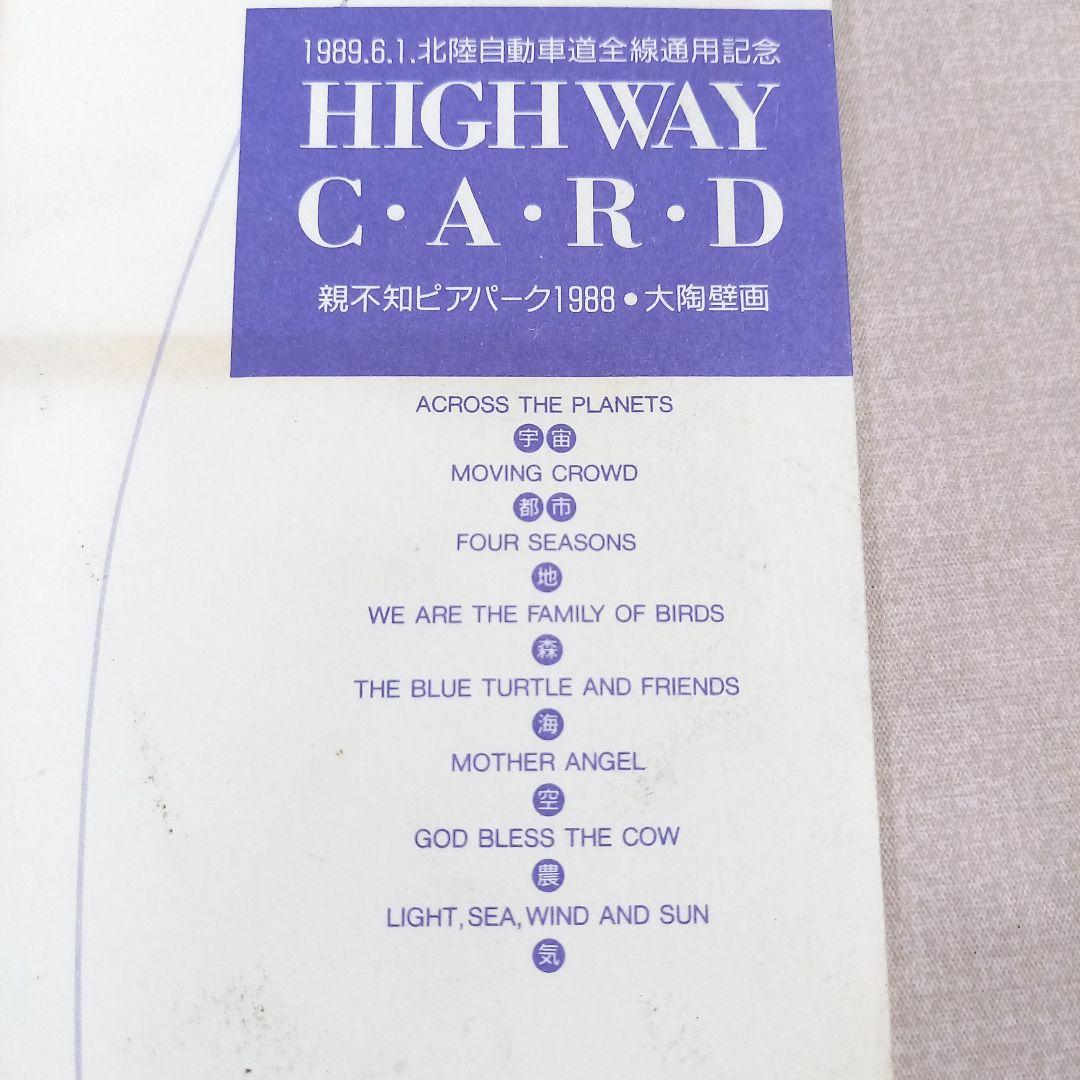 1989.6.1.北陸自動車道全線通用記念
HIGHWAY
C・A・R・D
親不知ピアパーク1988●大陶壁画
ACROSS THE PLANETS
宇宙
MOVING CROWD
都市
FOUR SEASONS
地
WE ARE THE FAMILY OF BIRDS
森
THE BLUE TURTLE AND FRIENDS
海
MOTHER ANGEL
空
GOD BLESS THE COW
農
LIGHT, SEA, WIND AND SUN
気